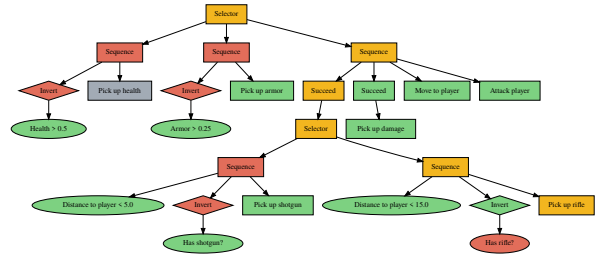 Selector
Sequence
Sequence
Sequence
Invert
Pick up health
Invert
Pick up armor
Succeed
Succeed
Move to player
Attack player
Health > 0.5
Armor > 0.25
Selector
Pick up damage
Sequence
Sequence
Distance to player < 5.0
Invert
Pick up shotgun
Distance to player < 15.0
Invert
Pick up rifle
Has shotgun?
Has rifle?